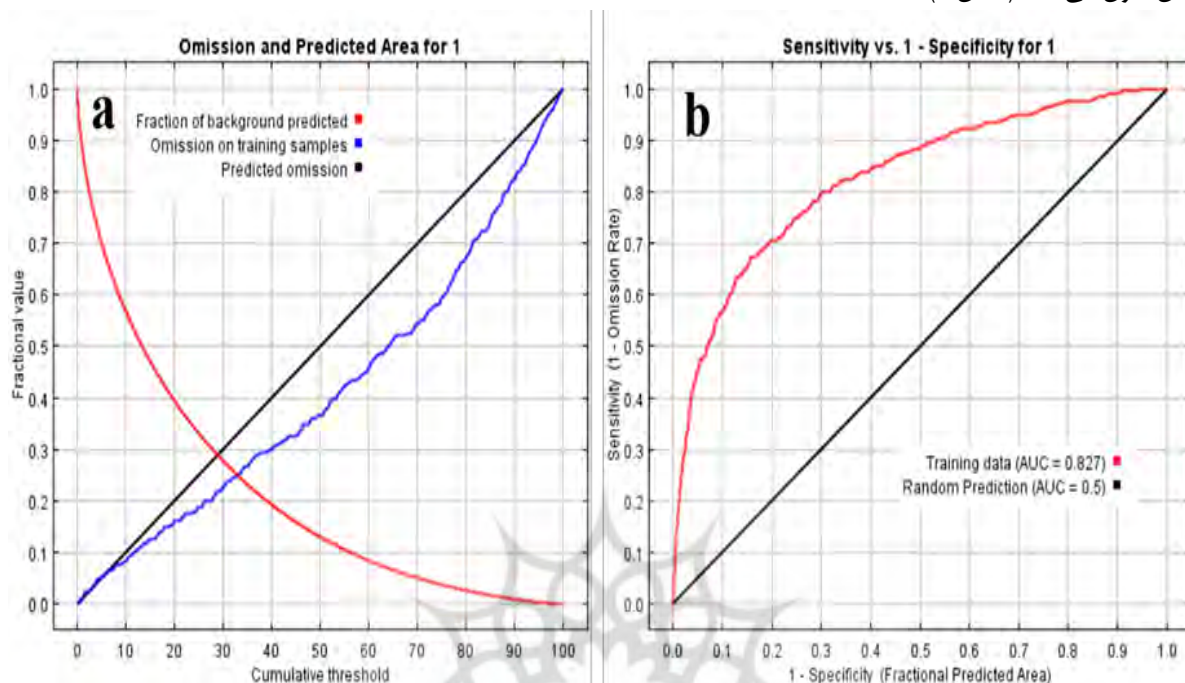 Omission and Predicted Area for 1
a
Fraction of background predicted
Omission on training samples
Predicted omission
Fractional value
1.0
0.9
0.8
0.7
0.6
0.5
0.4
0.3
0.2
0.1
0.0
0 10 20 30 40 50 60 70 80 90 100
Cumulative threshold
Sensitivity vs. 1 - Specificity for 1
b
Sensitivity (1 - Omission Rate)
1.0
0.9
0.8
0.7
0.6
0.5
0.4
0.3
0.2
0.1
0.0
Training data (AUC = 0.827)
Random Prediction (AUC = 0.5)
0.0 0.1 0.2 0.3 0.4 0.5 0.6 0.7 0.8 0.9 1.0
1 - Specificity (Fractional Predicted Area)